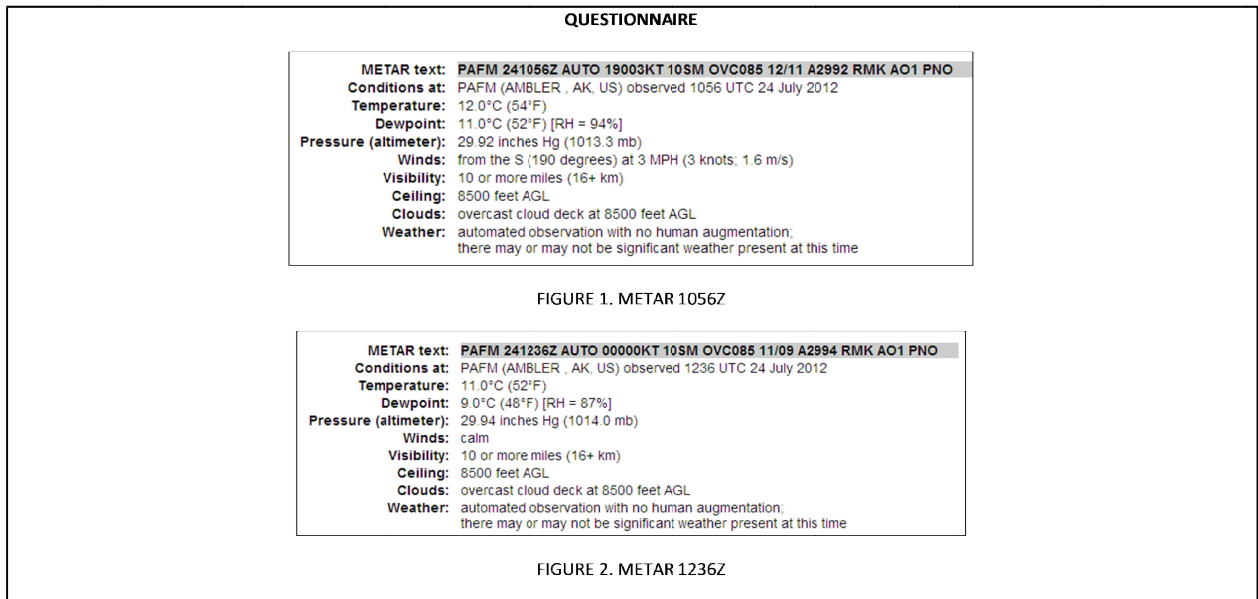 QUESTIONNAIRE
METAR text: PAFM 241056Z AUTO 19003KT 10SM OVC085 12/11 A2992 RMK AO1 PNO
Conditions at: PAFM (AMBLER , AK, US) observed 1056 UTC 24 July 2012
Temperature: 12.0°C (54°F)
Dewpoint: 11.0°C (52°F) [RH = 94%]
Pressure (altimeter): 29.92 inches Hg (1013.3 mb)
Winds: from the S (190 degrees) at 3 MPH (3 knots; 1.6 m/s)
Visibility: 10 or more miles (16+ km)
Ceiling: 8500 feet AGL
Clouds: overcast cloud deck at 8500 feet AGL
Weather: automated observation with no human augmentation;
there may or may not be significant weather present at this time
FIGURE 1. METAR 1056Z
METAR text: PAFM 241236Z AUTO 00000KT 10SM OVC085 11/09 A2994 RMK AO1 PNO
Conditions at: PAFM (AMBLER , AK, US) observed 1236 UTC 24 July 2012
Temperature: 11.0°C (52°F)
Dewpoint: 9.0°C (48°F) [RH = 87%]
Pressure (altimeter): 29.94 inches Hg (1014.0 mb)
Winds: calm
Visibility: 10 or more miles (16+ km)
Ceiling: 8500 feet AGL
Clouds: overcast cloud deck at 8500 feet AGL
Weather: automated observation with no human augmentation;
there may or may not be significant weather present at this time
FIGURE 2. METAR 1236Z